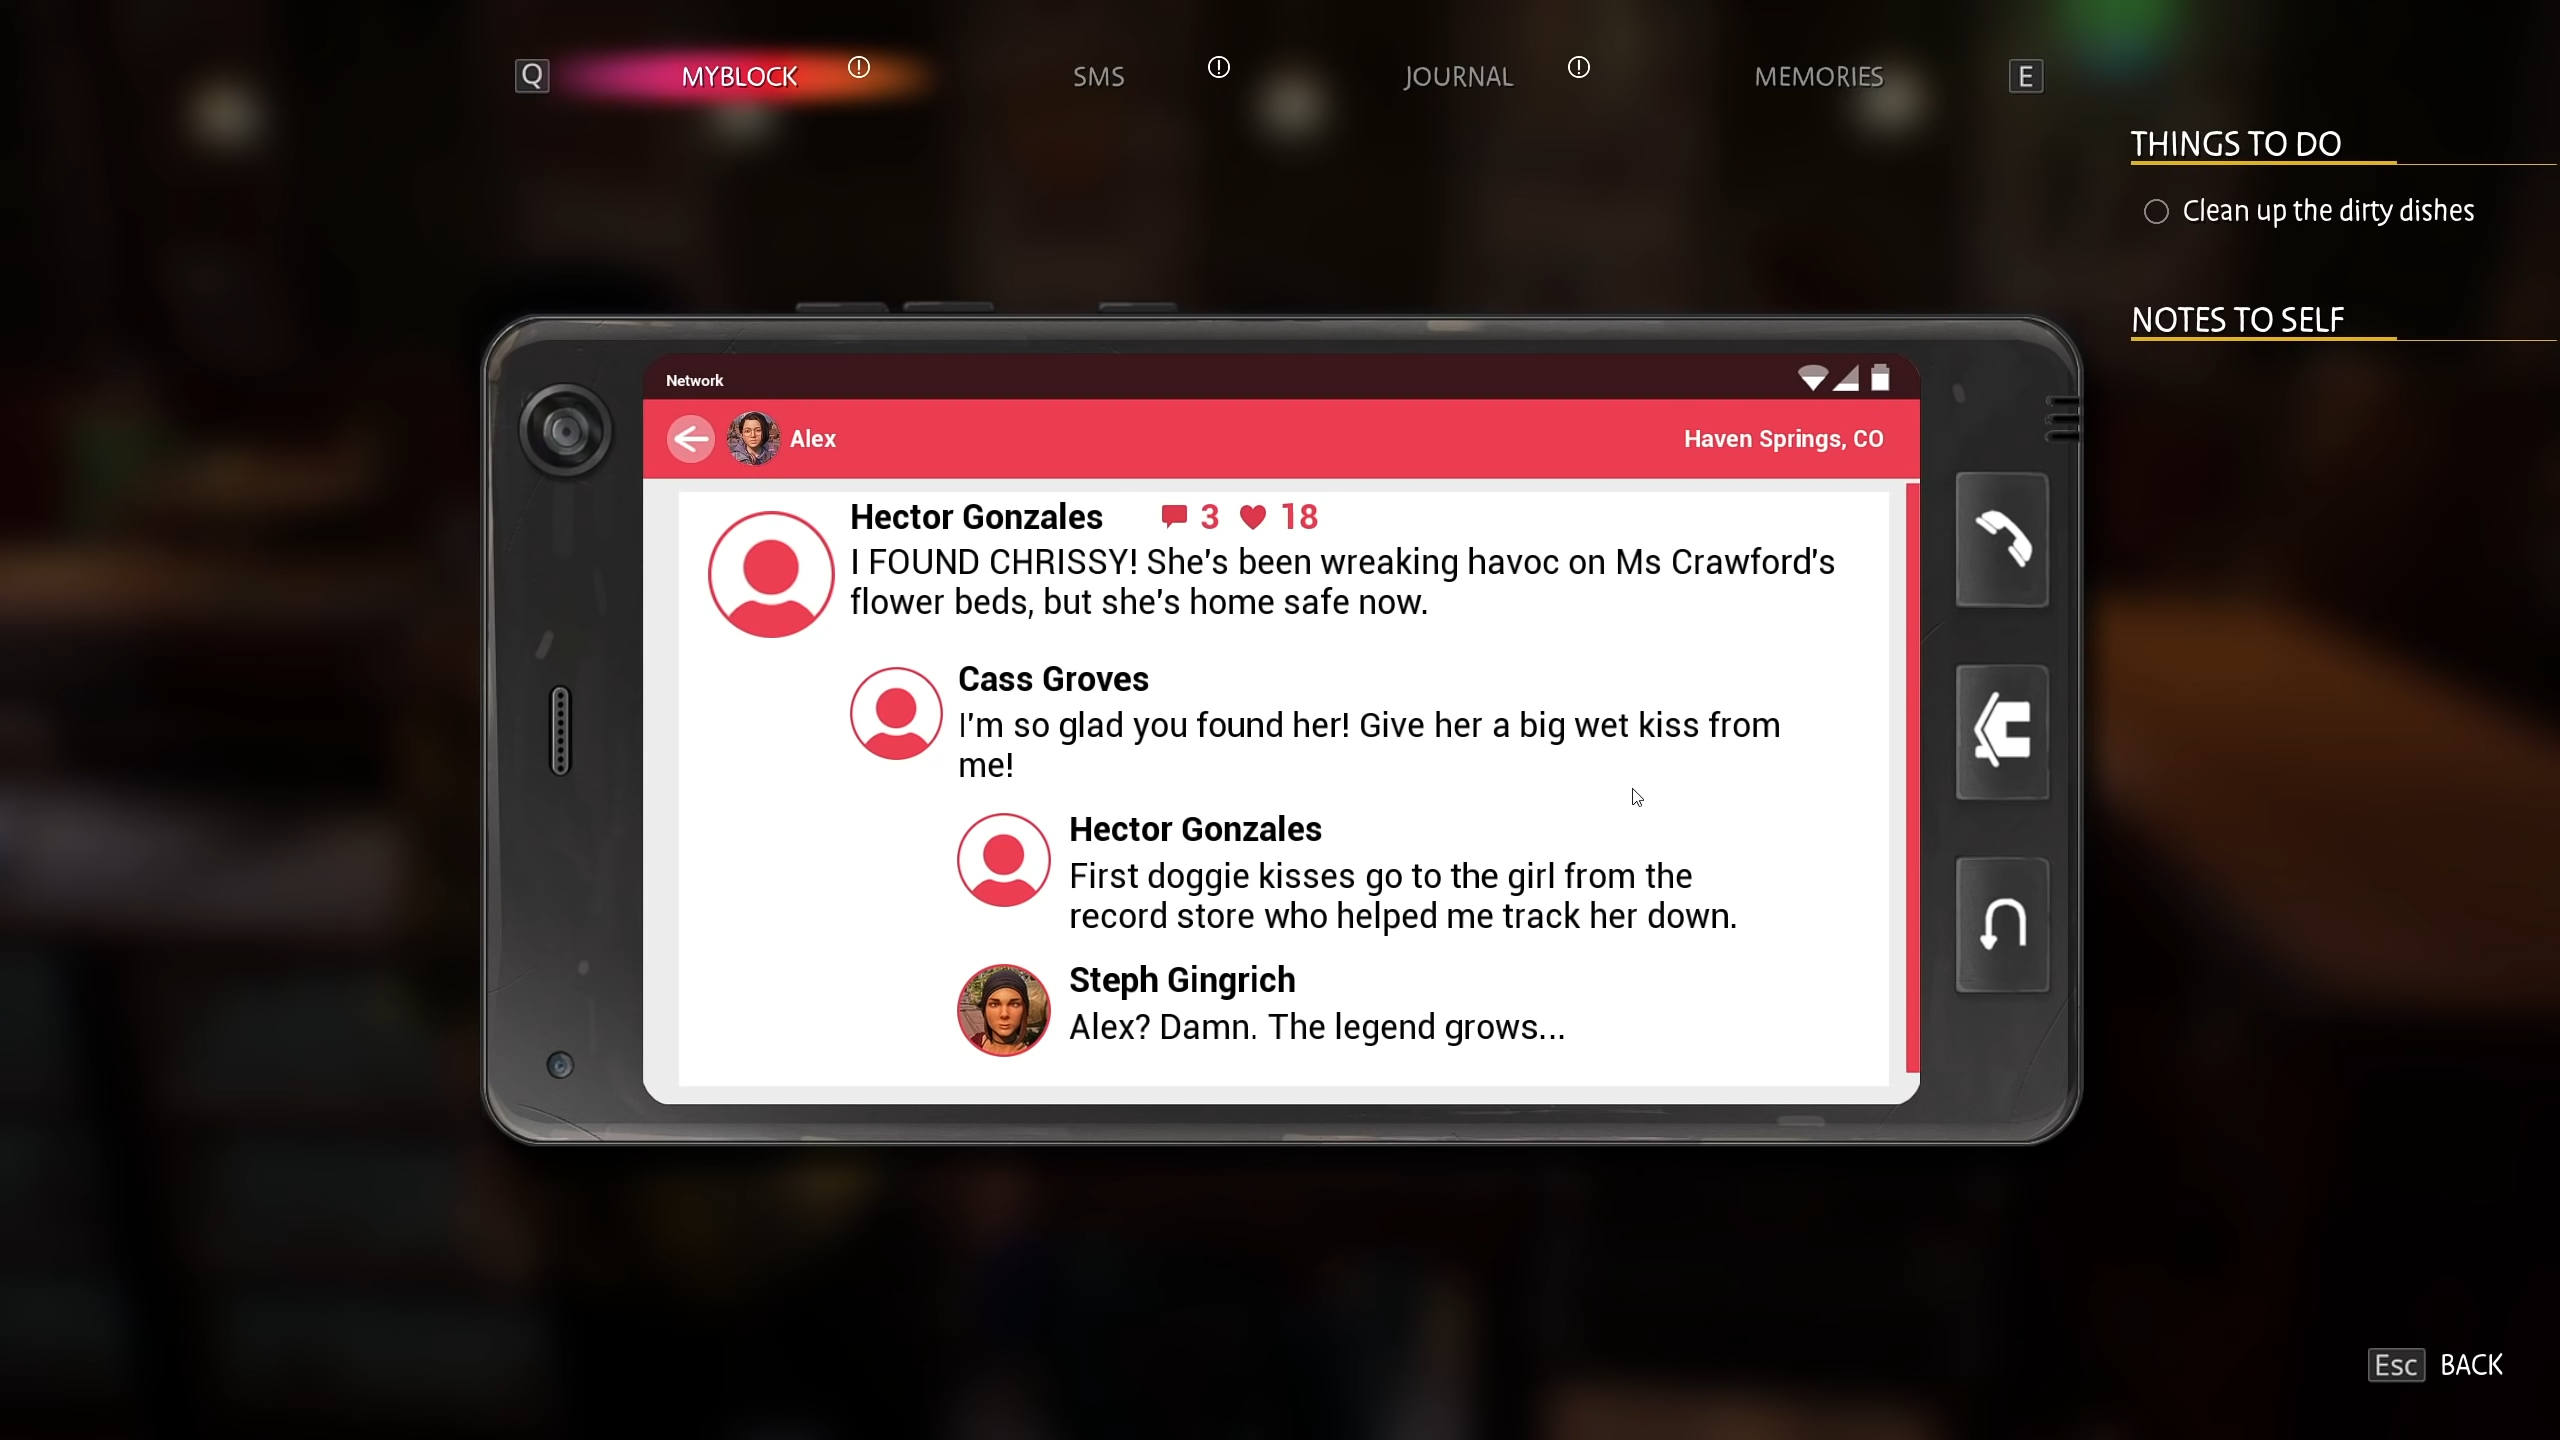 Q
MYBLOCK
SMS
JOURNAL
MEMORIES
E
THINGS TO DO
Clean up the dirty dishes
NOTES TO SELF
Network
Alex
Haven Springs, CO
Hector Gonzales 3 18
I FOUND CHRISSY! She's been wreaking havoc on Ms Crawford's
flower beds, but she's home safe now.
Cass Groves
I'm so glad you found her! Give her a big wet kiss from
me!
Hector Gonzales
First doggie kisses go to the girl from the
record store who helped me track her down.
Steph Gingrich
Alex? Damn. The legend grows...
Esc BACK